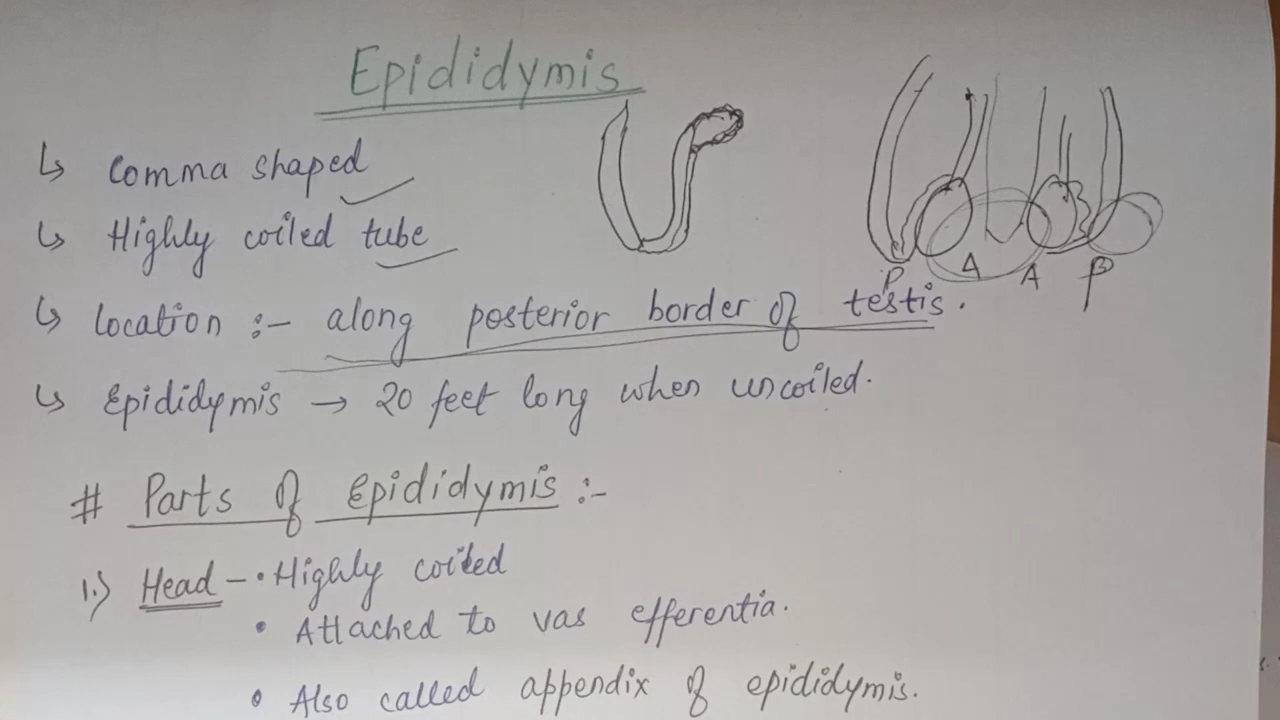 Epididymis
↳ Comma shaped
↳ Highly coiled tube
P A A P
↳ location :- along posterior border of testis.
↳ Epididymis → 20 feet long when uncoiled.
# Parts of Epididymis :-
1.) Head - • Highly coiled
• Attached to vas efferentia.
• Also called appendix of epididymis.